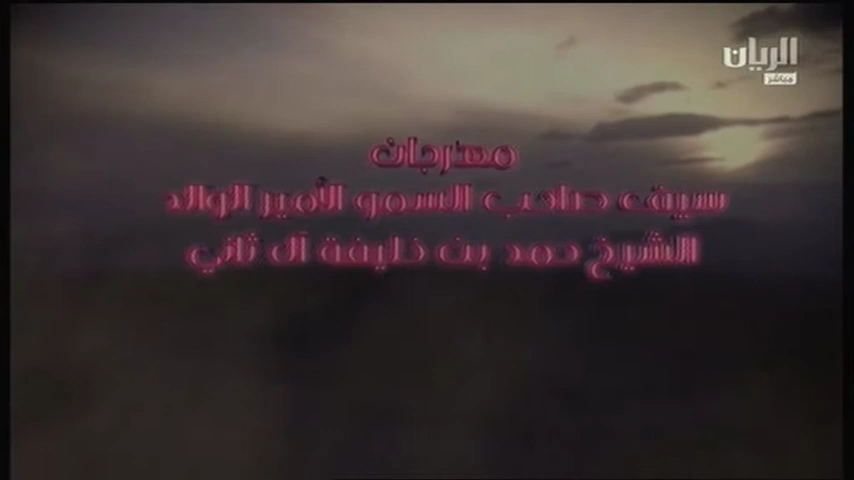 الريان
مباشر
مهرجان
سيف صاحب السمو الأمير الوالد
الشيخ حمد بن خليفة آل ثاني